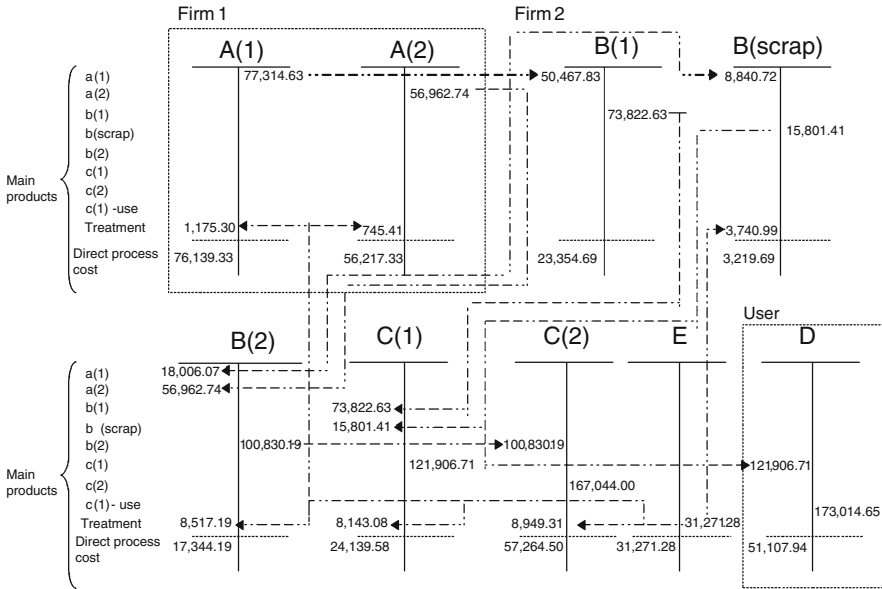 Firm 1
Firm 2
A(1)
A(2)
B(1)
B(scrap)
a(1)
77,314.63
50,467.83
8,840.72
a(2)
56,962.74
b(1)
73,822.63
b(scrap)
15,801.41
b(2)
c(1)
Main products
c(2)
c(1) -use
Treatment
1,175.30
745.41
3,740.99
Direct process cost
76,139.33
56,217.33
23,354.69
3,219.69
User
B(2)
C(1)
C(2)
E
D
a(1)
18,006.07
a(2)
56,962.74
b(1)
73,822.63
b (scrap)
15,801.41
b(2)
100,830.19
100,830.19
c(1)
121,906.71
121,906.71
Main products
c(2)
167,044.00
c(1)- use
173,014.65
Treatment
8,517.19
8,143.08
8,949.31
31,271.28
Direct process cost
17,344.19
24,139.58
57,264.50
31,271.28
51,107.94